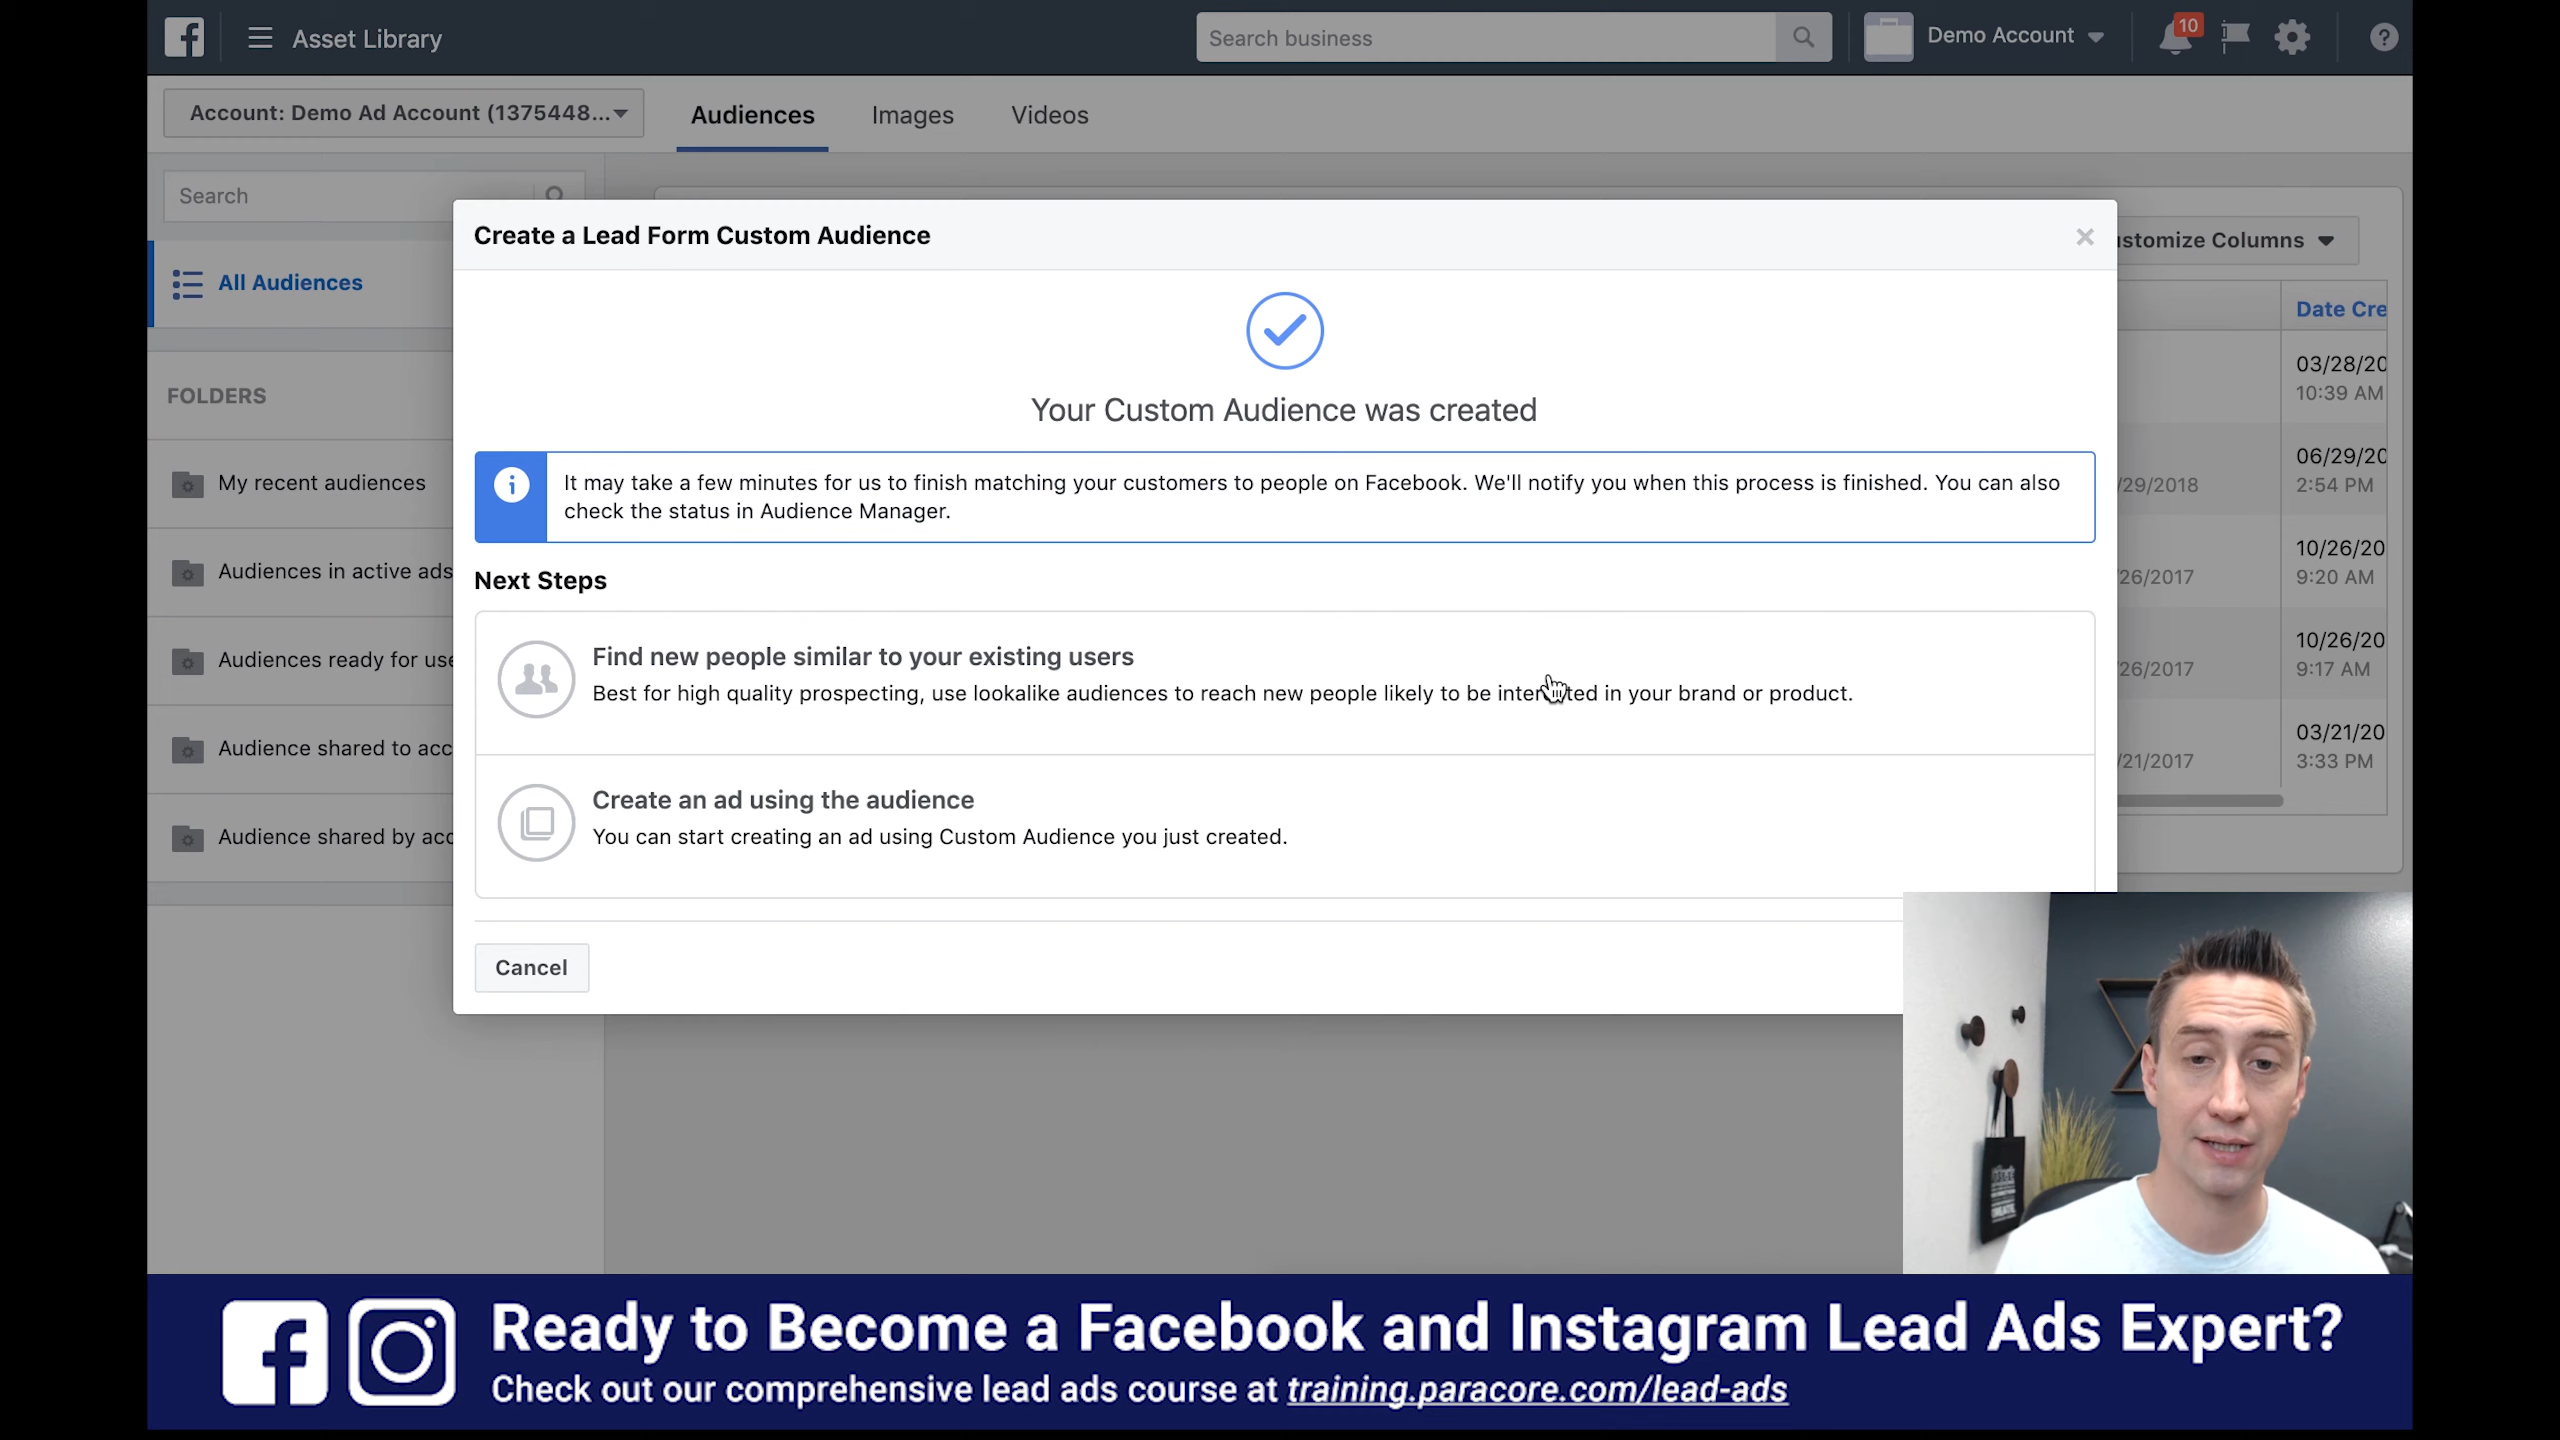 Asset Library
Search business
Demo Account
10
Account: Demo Ad Account (1375448...
Audiences
Images
Videos
Search
Create a Lead Form Custom Audience
stomize Columns
All Audiences
Date Cre
Your Custom Audience was created
03/28/20
10:39 AM
FOLDERS
It may take a few minutes for us to finish matching your customers to people on Facebook. We'll notify you when this process is finished. You can also
check the status in Audience Manager.
06/29/20
/29/2018
2:54 PM
My recent audiences
Next Steps
10/26/20
26/2017
9:20 AM
Audiences in active ads
Find new people similar to your existing users
Best for high quality prospecting, use lookalike audiences to reach new people likely to be interested in your brand or product.
10/26/20
26/2017
9:17 AM
Audiences ready for use
Audience shared to acc
03/21/20
/21/2017
3:33 PM
Create an ad using the audience
You can start creating an ad using Custom Audience you just created.
Audience shared by acc
Cancel
CREATE
Ready to Become a Facebook and Instagram Lead Ads Expert?
Check out our comprehensive lead ads course at training.paracore.com/lead-ads